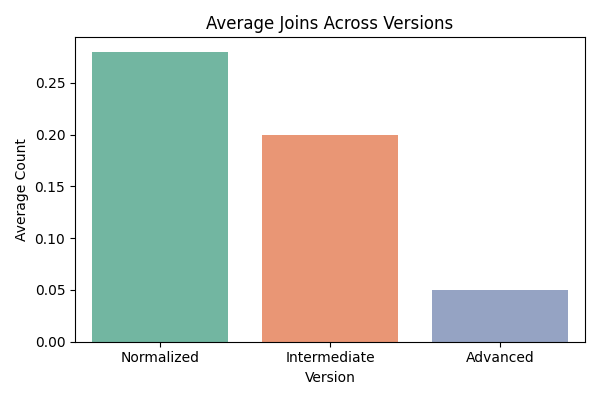 Average Joins Across Versions
Average Count
0.25
0.20
0.15
0.10
0.05
0.00
Normalized
Intermediate
Advanced
Version